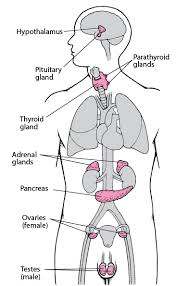 Hypothalamus
Pituitary
gland
Parathyroid
glands
Thyroid
gland
Adrenal
glands
Pancreas
Ovaries
(female)
Testes
(male)